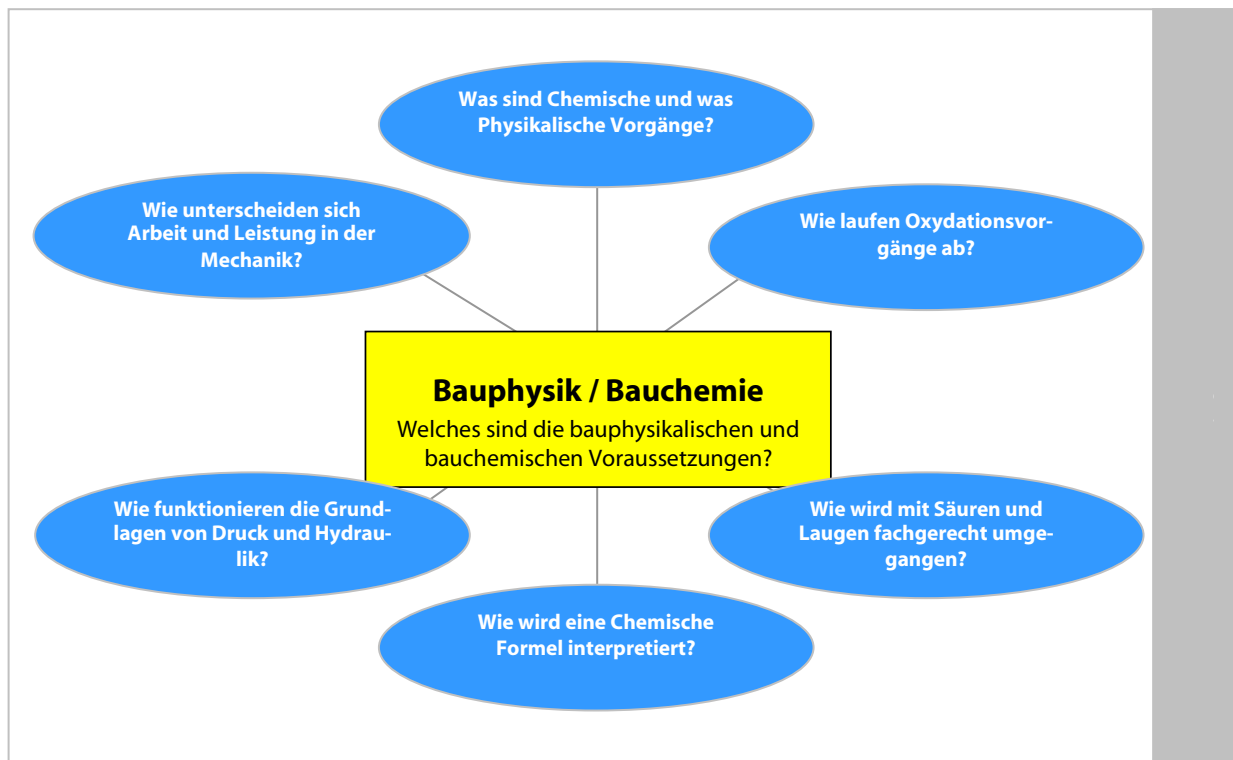 Was sind Chemische und was
Physikalische Vorgänge?
Wie unterscheiden sich
Arbeit und Leistung in der
Mechanik?
Wie laufen Oxydationsvor-
gänge ab?
Bauphysik / Bauchemie
Welches sind die bauphysikalischen und
bauchemischen Voraussetzungen?
Wie funktionieren die Grund-
lagen von Druck und Hydrau-
lik?
Wie wird mit Säuren und
Laugen fachgerecht umge-
gangen?
Wie wird eine Chemische
Formel interpretiert?